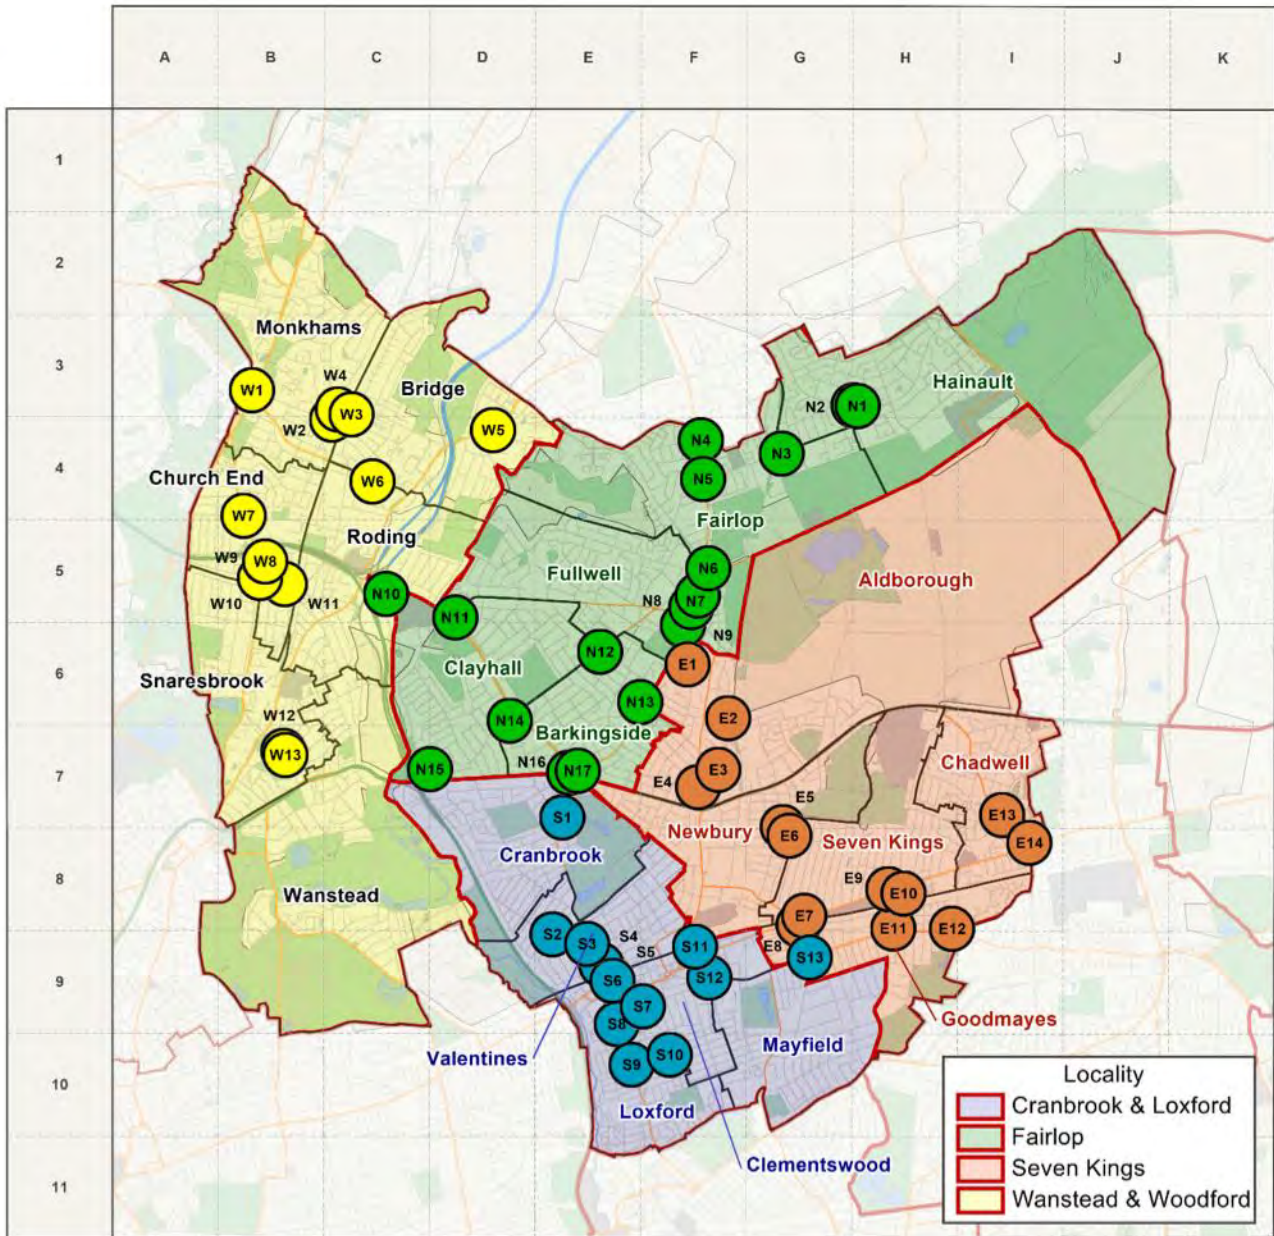 A B C D E F G H I J K
1
2
3
4
5
6
7
8
9
10
11
Monkhams
W4
W1
W3
W2
Bridge
W5
Church End
W6
W7
Roding
W9
W8
W10
W11
Snaresbrook
W12
W13
Wanstead
Hainault
N2
N1
N4
N3
N5
Fairlop
N6
Fullwell
N8
N7
N9
N10
N11
N12
Clayhall
N13
N14
Barkingside
N15
N16
N17
Aldborough
E1
E2
E3
E4
Chadwell
E5
E6
E13
E14
Newbury
Seven Kings
E9
E10
E7
E8
E11
E12
Goodmayes
S1
Cranbrook
S2
S3
S4
S5
S11
S13
S6
S12
S7
S8
S9
S10
Valentines
Mayfield
Loxford
Clementswood
Locality
Cranbrook & Loxford
Fairlop
Seven Kings
Wanstead & Woodford